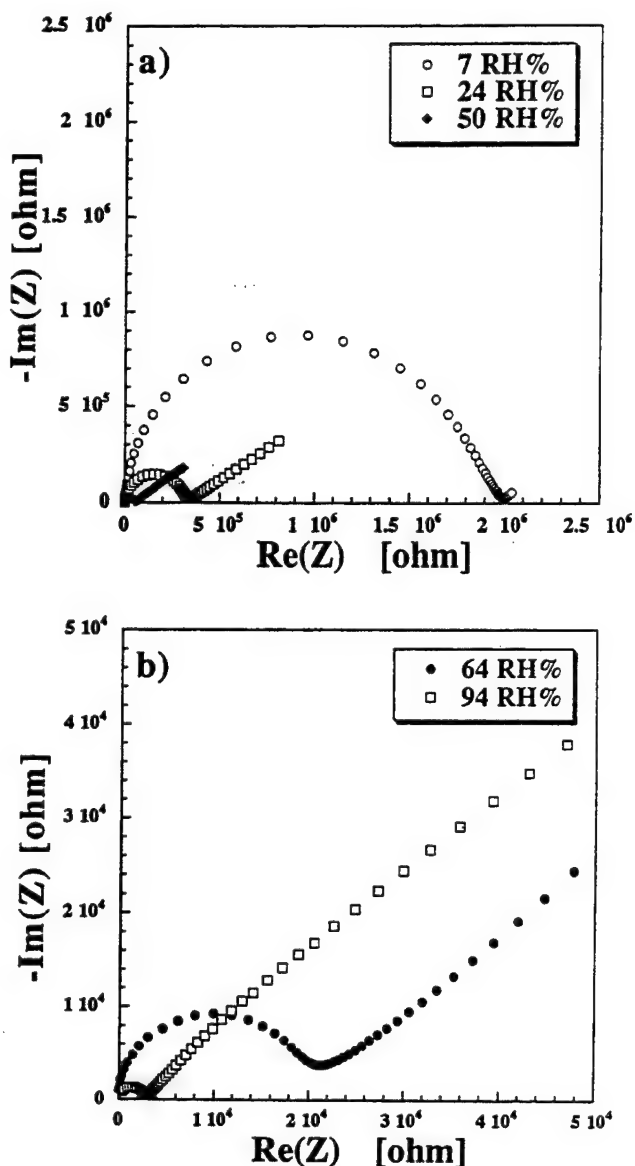 a)
7 RH%
24 RH%
50 RH%
2.5 10⁶
2 10⁶
1.5 10⁶
1 10⁶
5 10⁵
0
-Im(Z) [ohm]
0 5 10⁵ 1 10⁶ 1.5 10⁶ 2 10⁶ 2.5 10⁶
Re(Z) [ohm]
b)
64 RH%
94 RH%
5 10⁴
4 10⁴
3 10⁴
2 10⁴
1 10⁴
0
-Im(Z) [ohm]
0 1 10⁴ 2 10⁴ 3 10⁴ 4 10⁴ 5 10⁴
Re(Z) [ohm]